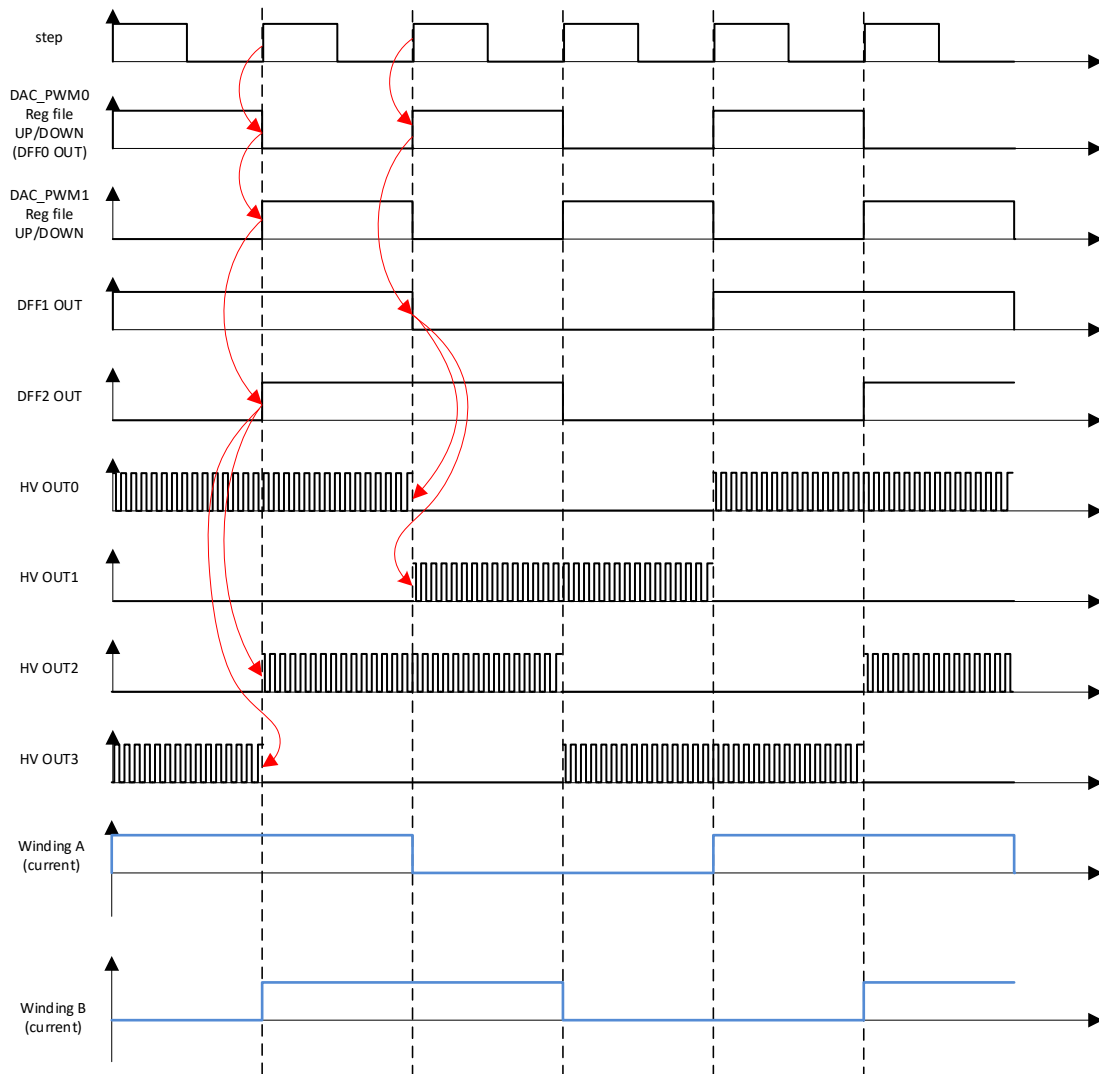 step
DAC_PWM0
Reg file
UP/DOWN
(DFF0 OUT)
DAC_PWM1
Reg file
UP/DOWN
DFF1 OUT
DFF2 OUT
HV OUT0
HV OUT1
HV OUT2
HV OUT3
Winding A
(current)
Winding B
(current)